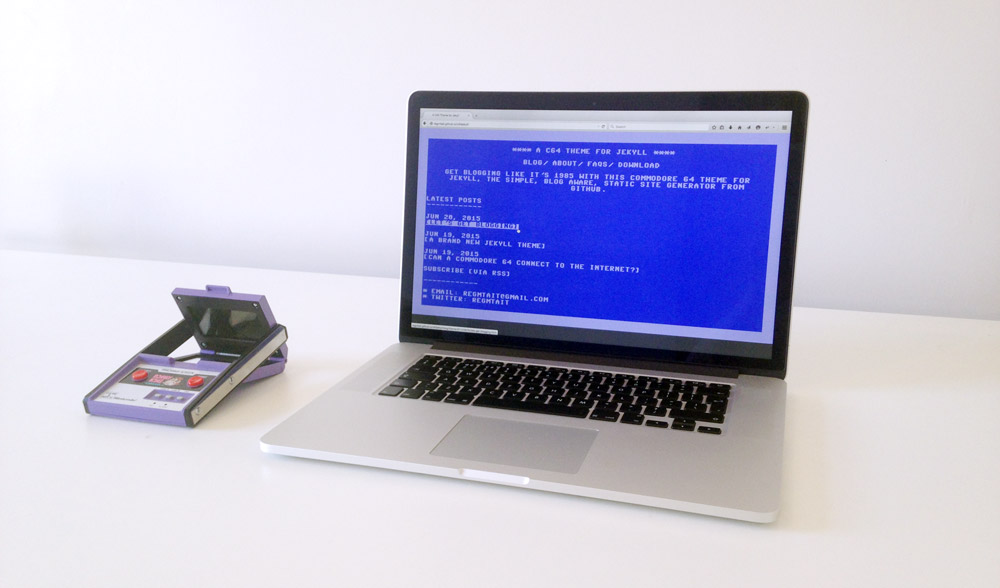 **** A C64 THEME FOR JEKYLL ****
BLOG/ ABOUT/ FAQS/ DOWNLOAD
GET BLOGGING LIKE IT'S 1985 WITH THIS COMMODORE 64 THEME FOR
JEKYLL, THE SIMPLE, BLOG AWARE, STATIC SITE GENERATOR FROM
GITHUB.
LATEST POSTS
------------
JUN 20, 2015
BLOGGING]
JUN 19, 2015
[A BRAND NEW JEKYLL THEME]
JUN 19, 2015
[CAN A COMMODORE 64 CONNECT TO THE INTERNET?]
SUBSCRIBE [VIA RSS]
------------
* EMAIL: REGMTAIT@GMAIL.COM
* TWITTER: REGMTAIT